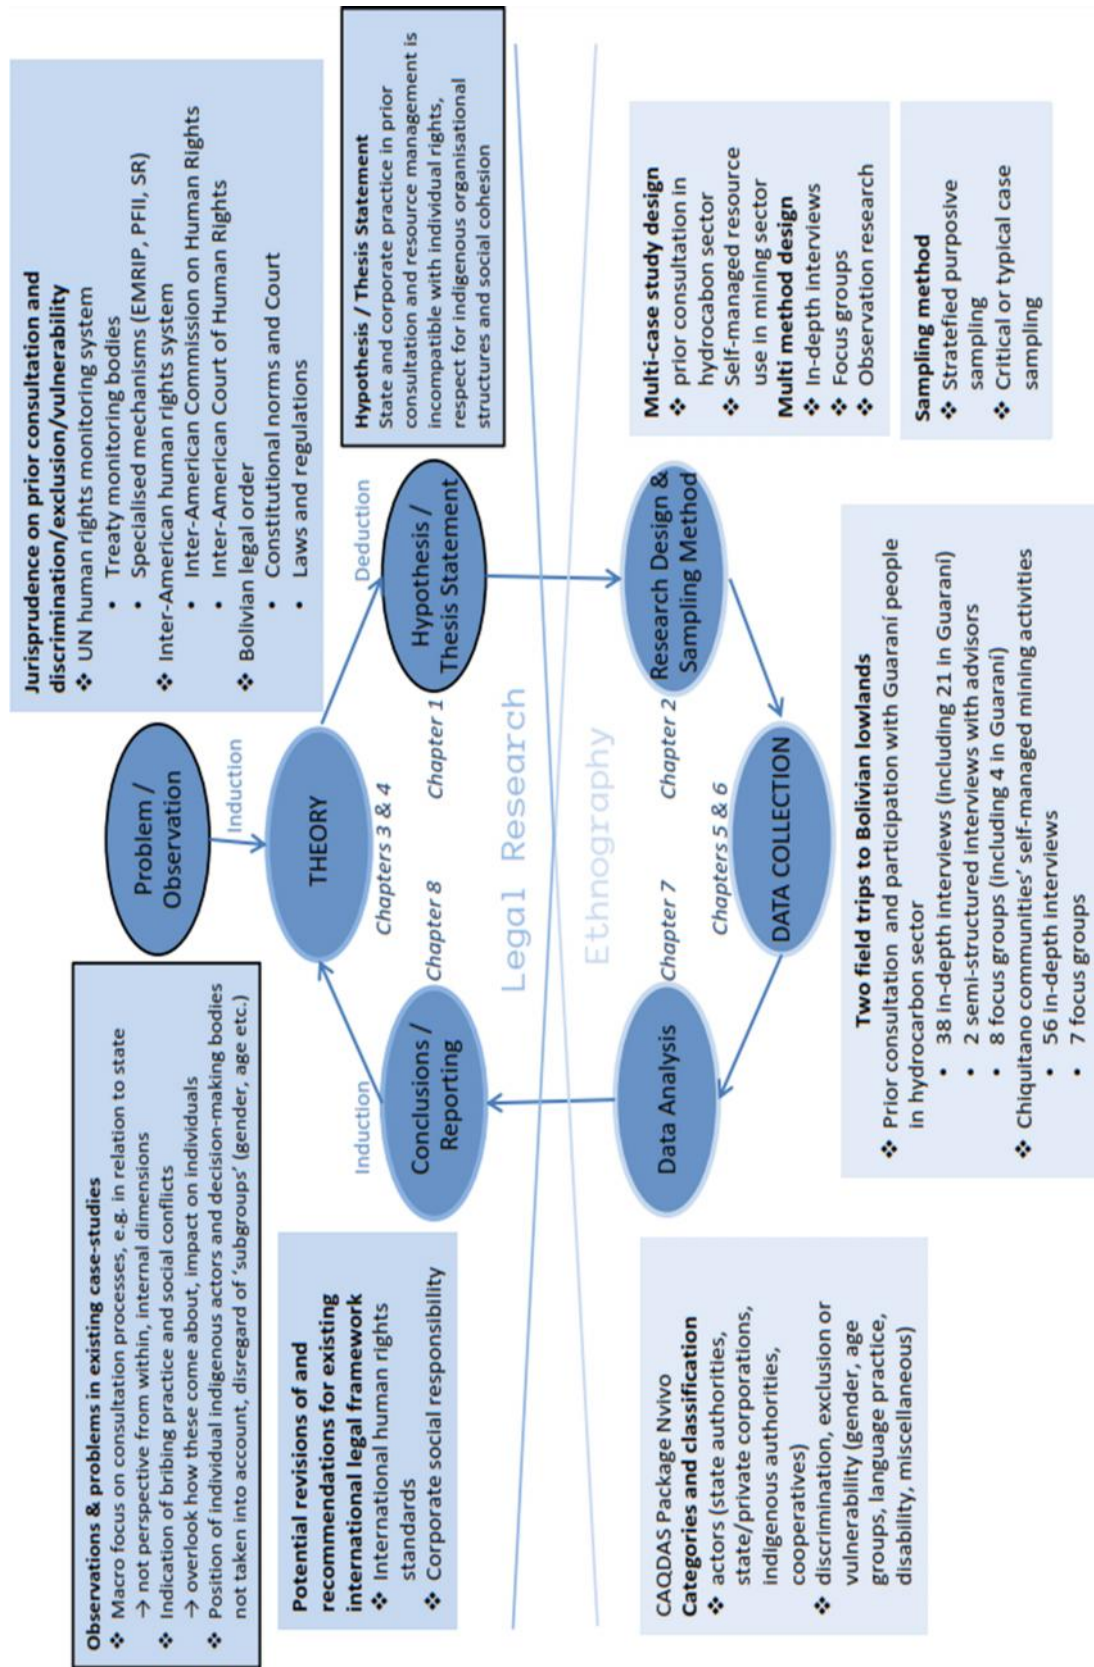 Observations & problems in existing case-studies
❖ Macro focus on consultation processes, e.g. in relation to state
→ not perspective from within, internal dimensions
❖ Indication of bribing practice and social conflicts
→ overlook how these come about, impact on individuals
❖ Position of individual indigenous actors and decision-making bodies
not taken into account, disregard of ‘subgroups’ (gender, age etc.)
Problem /
Observation
Induction
Jurisprudence on prior consultation and
discrimination/exclusion/vulnerability
❖ UN human rights monitoring system
• Treaty monitoring bodies
• Specialised mechanisms (EMRIP, PFII, SR)
❖ Inter-American human rights system
• Inter-American Commission on Human Rights
• Inter-American Court of Human Rights
❖ Bolivian legal order
• Constitutional norms and Court
• Laws and regulations
THEORY
Chapters 3 & 4
Induction
Deduction
Potential revisions of and
recommendations for existing
international legal framework
❖ International human rights
standards
❖ Corporate social responsibility
Conclusions /
Reporting
Chapter 8
Chapter 1
Hypothesis /
Thesis Statement
Hypothesis / Thesis Statement
State and corporate practice in prior
consultation and resource management is
incompatible with individual rights,
respect for indigenous organisational
structures and social cohesion
Legal Research
Ethnography
CAQDAS Package Nvivo
Categories and classification
❖ actors (state authorities,
state/private corporations,
indigenous authorities,
cooperatives)
❖ discrimination, exclusion or
vulnerability (gender, age
groups, language practice,
disability, miscellaneous)
Data Analysis
Chapter 7
Chapter 2
Research Design &
Sampling Method
Multi-case study design
❖ prior consultation in
hydrocabon sector
❖ Self-managed resource
use in mining sector
Multi method design
❖ In-depth interviews
❖ Focus groups
❖ Observation research
Chapters 5 & 6
DATA COLLECTION
Sampling method
❖ Stratefied purposive
sampling
❖ Critical or typical case
sampling
Two field trips to Bolivian lowlands
❖ Prior consultation and participation with Guaraní people
in hydrocarbon sector
• 38 in-depth interviews (including 21 in Guaraní)
• 2 semi-structured interviews with advisors
• 8 focus groups (including 4 in Guaraní)
❖ Chiquitano communities’ self-managed mining activities
• 56 in-depth interviews
• 7 focus groups